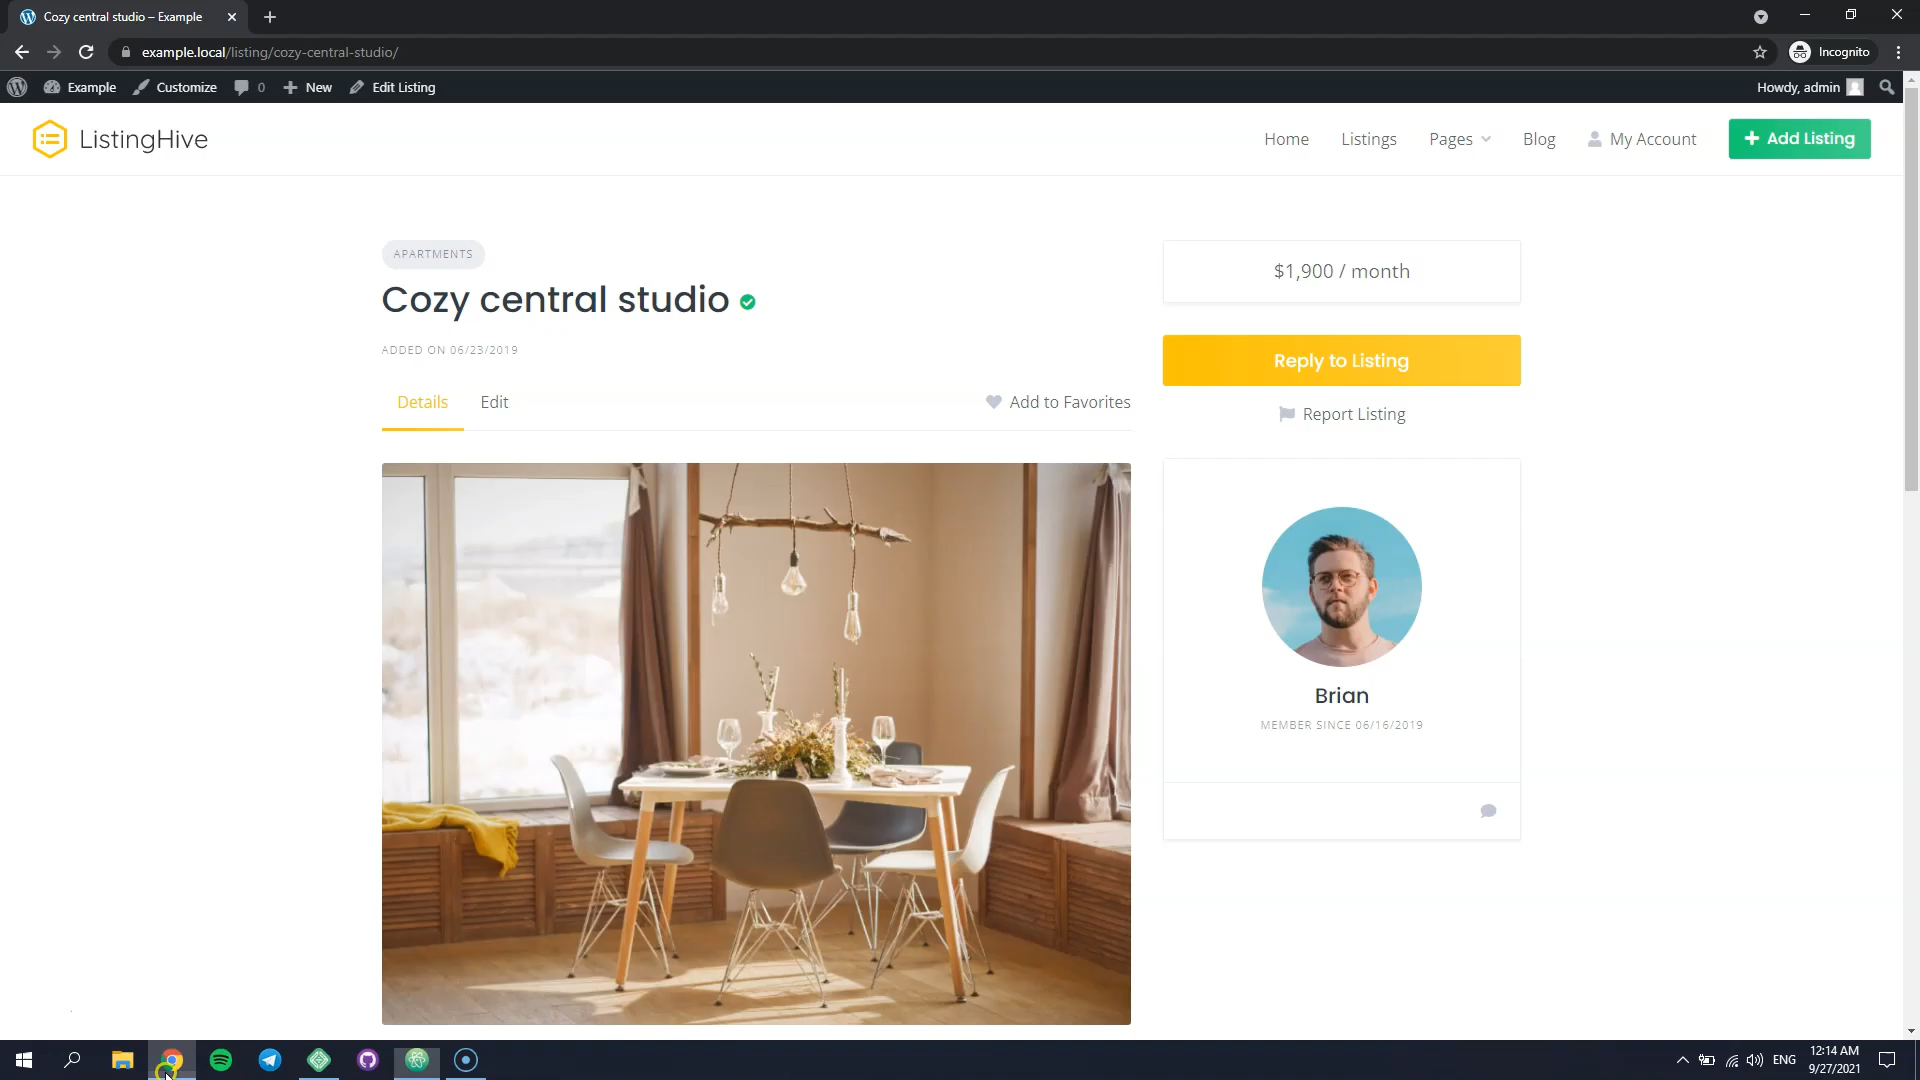 Cozy central studio – Example
example.local/listing/cozy-central-studio/
Incognito
Example
Customize
0
New
Edit Listing
Howdy, admin
ListingHive
Home
Listings
Pages
Blog
My Account
Add Listing
APARTMENTS
Cozy central studio
ADDED ON 06/23/2019
Details
Edit
Add to Favorites
$1,900 / month
Reply to Listing
Report Listing
Brian
MEMBER SINCE 06/16/2019
ENG
12:14 AM
9/27/2021